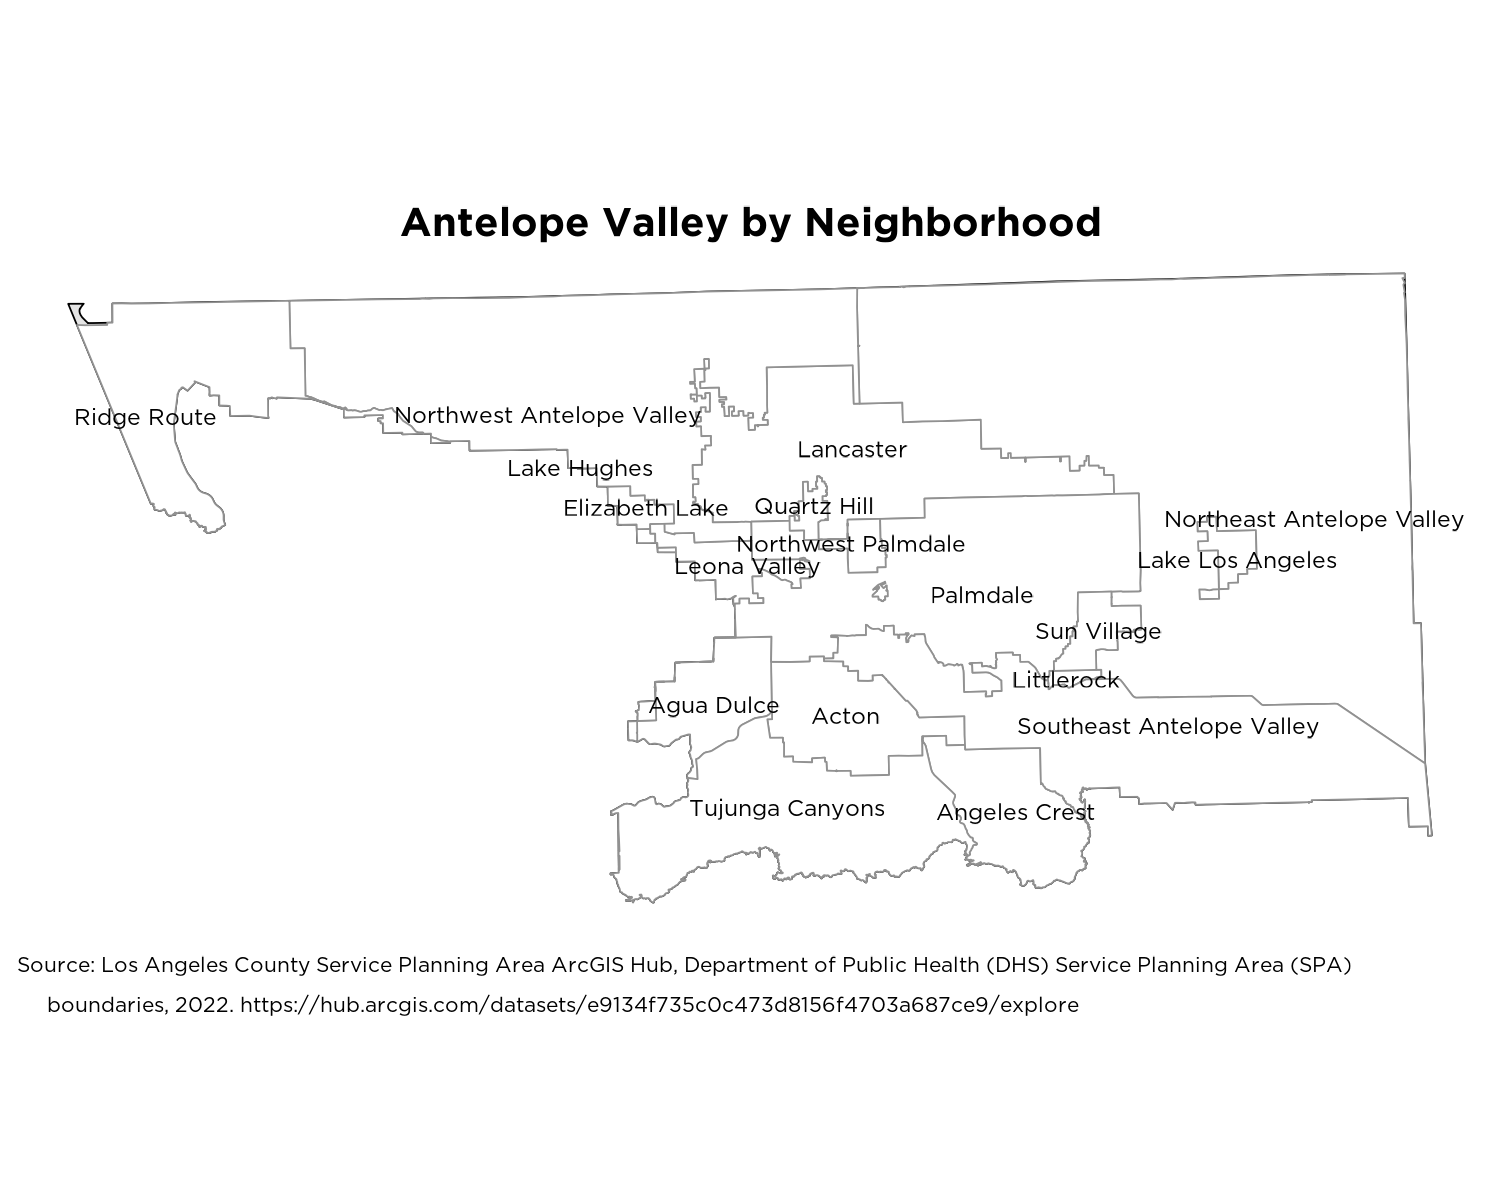 Antelope Valley by Neighborhood
Ridge Route
Northwest Antelope Valley
Lancaster
Lake Hughes
Elizabeth Lake
Quartz Hill
Northeast Antelope Valley
Northwest Palmdale
Leona Valley
Lake Los Angeles
Palmdale
Sun Village
Littlerock
Agua Dulce
Acton
Southeast Antelope Valley
Tujunga Canyons
Angeles Crest
Source: Los Angeles County Service Planning Area ArcGIS Hub, Department of Public Health (DHS) Service Planning Area (SPA)
boundaries, 2022. https://hub.arcgis.com/datasets/e9134f735c0c473d8156f4703a687ce9/explore